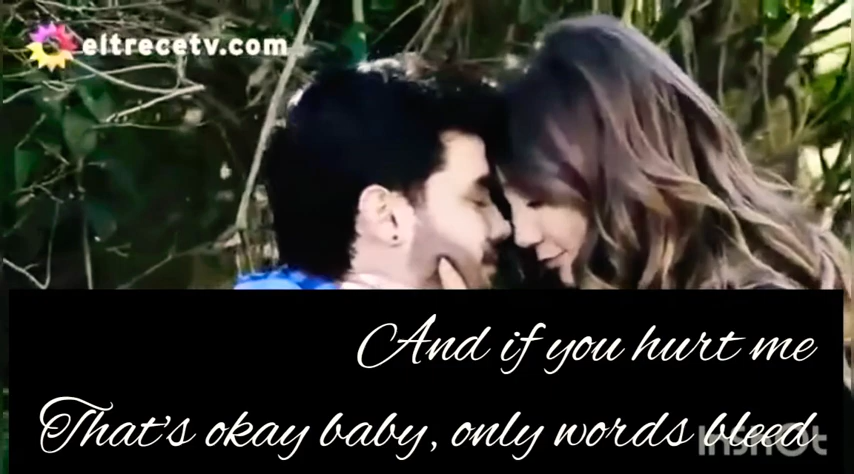 eltrecetv.com
And if you hurt me
That's okay baby, only words bleed
InShOt